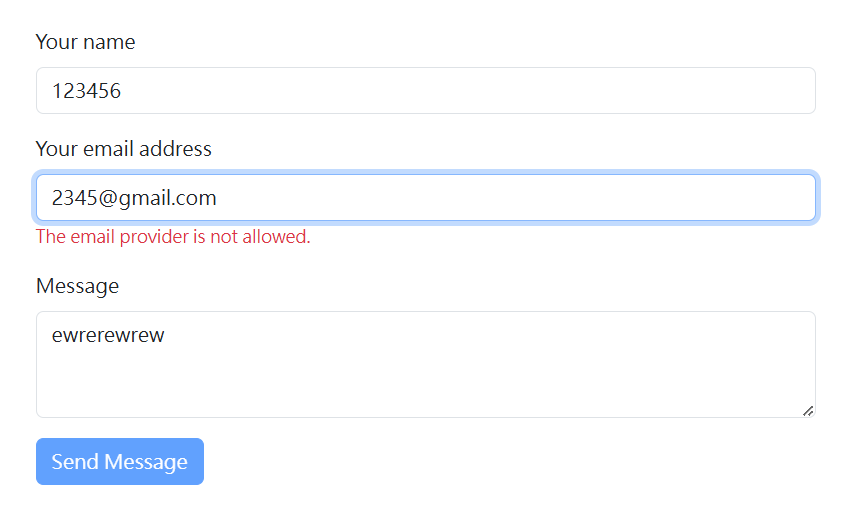 Your name
123456
Your email address
2345@gmail.com
The email provider is not allowed.
Message
ewrerewrew
Send Message